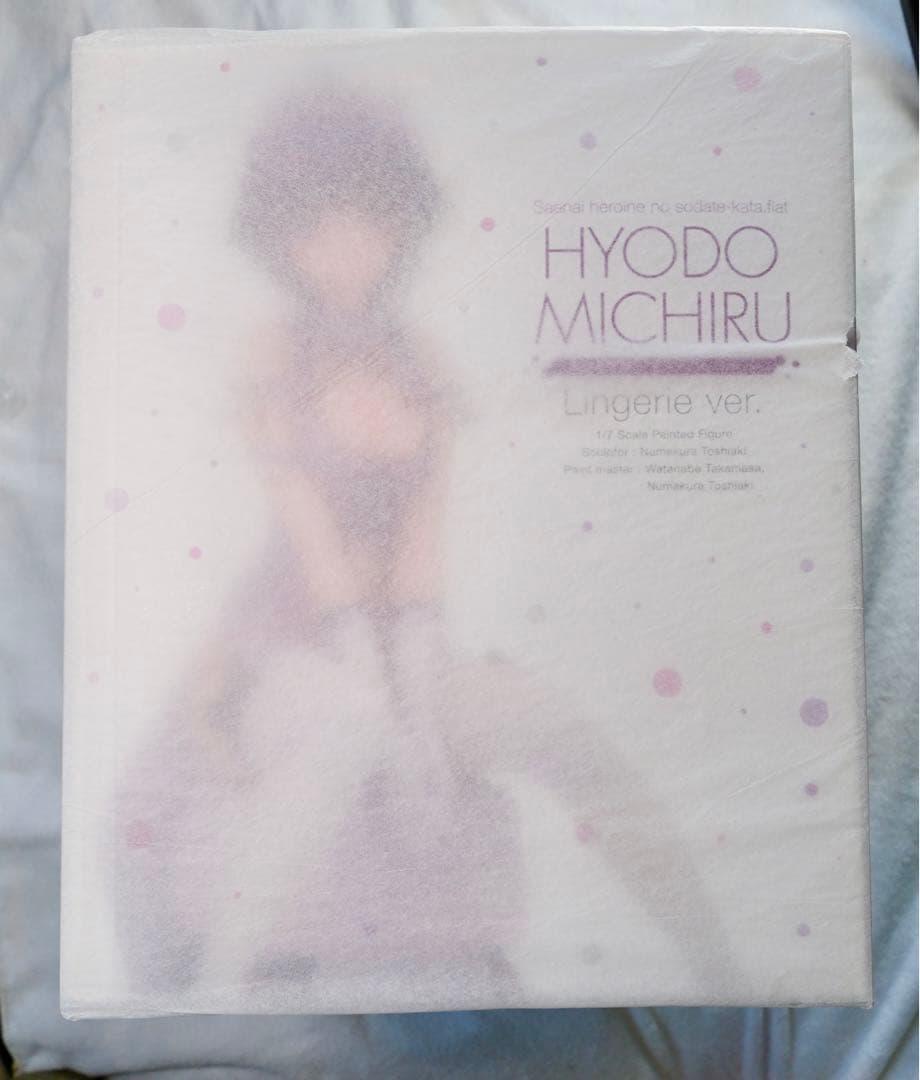 Saenai heroine no sodate-kata.flat
HYODO
MICHIRU
Lingerie ver.
1/7 Scale Painted Figure
Sculptor : Numakura Toshiaki
Paint master : Watanabe Takamasa,
Numakura Toshiaki